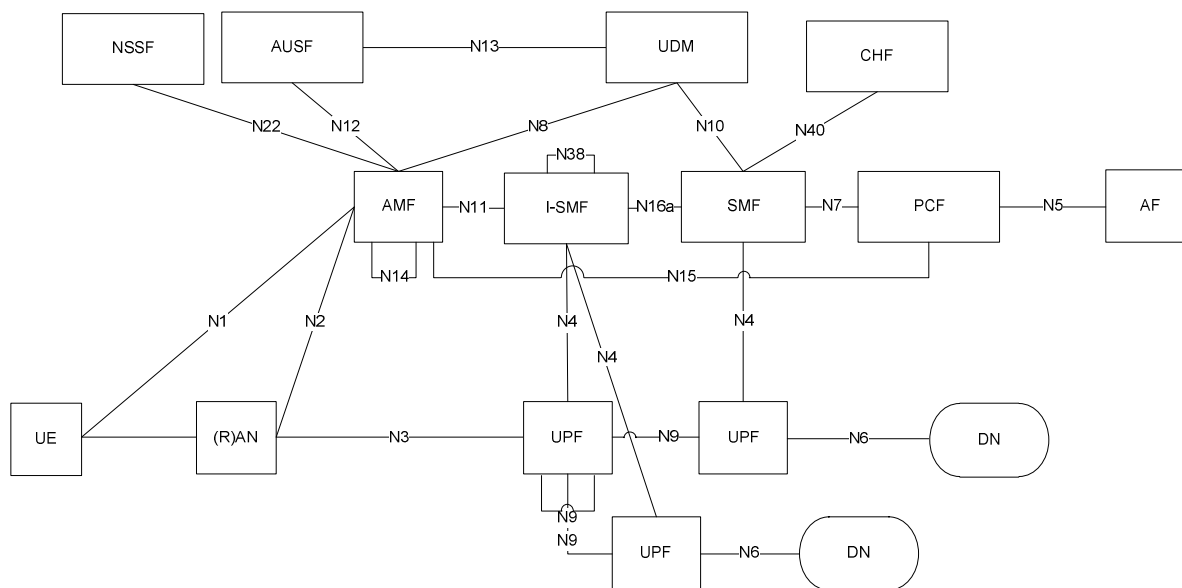 NSSF
AUSF
N13
UDM
CHF
N22
N12
N8
N10
N40
N38
AMF
N11
I-SMF
N16a
SMF
N7
PCF
N5
AF
N14
N15
N1
N2
N4
N4
N4
UE
(R)AN
N3
UPF
N9
UPF
N6
DN
N9
N9
UPF
N6
DN